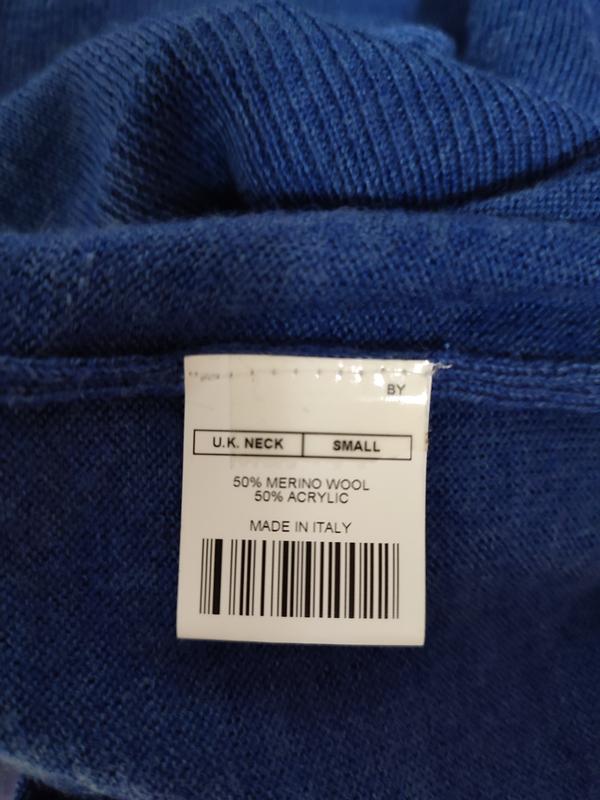 BY
U.K. NECK SMALL
50% MERINO WOOL
50% ACRYLIC
MADE IN ITALY